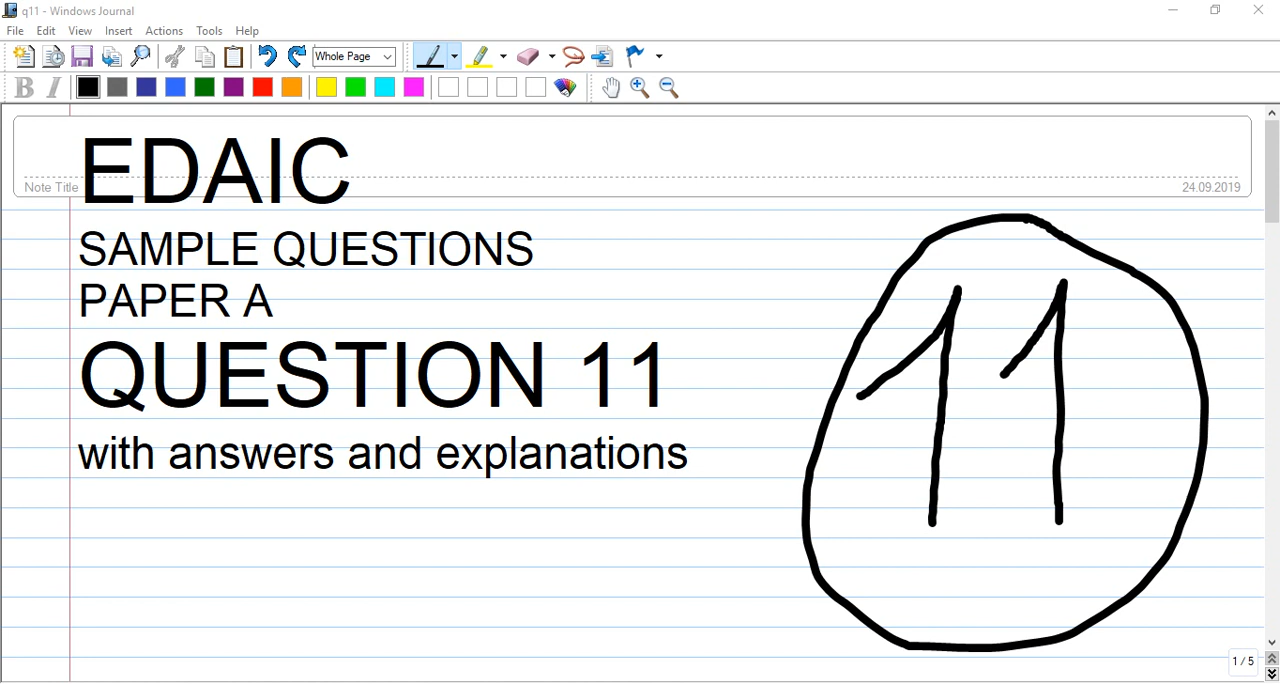 q11 - Windows Journal
File Edit View Insert Actions Tools Help
Whole Page
B I
Note Title
24.09.2019
EDAIC
SAMPLE QUESTIONS
PAPER A
QUESTION 11
with answers and explanations
11
1 / 5